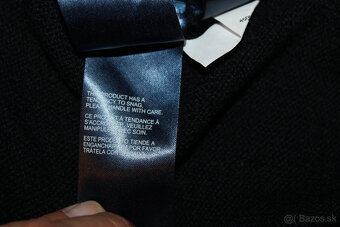 THIS PRODUCT HAS A
TENDENCY TO SNAG.
PLEASE HANDLE WITH CARE.
CE PRODUIT À TENDANCE À
S'ACCROCHER, VEUILLEZ
MANIPULER AVEC SOIN.
ESTE PRODUCTO TIENDE A
ENGANCHARSE. POR FAVOR
TRÁTELA CON CUIDADO.
© Bazos.sk